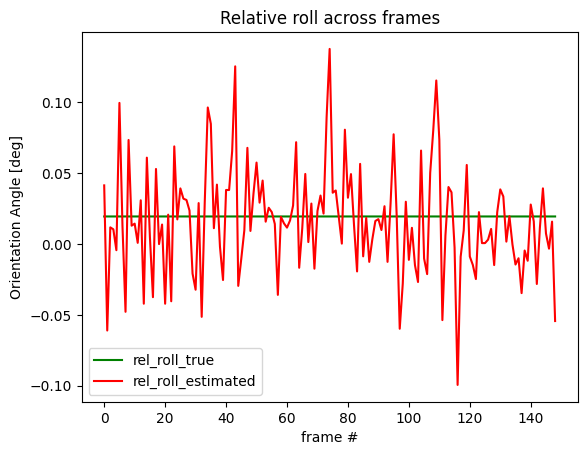 Relative roll across frames
Orientation Angle [deg]
0.10
0.05
0.00
−0.05
−0.10
rel_roll_true
rel_roll_estimated
0 20 40 60 80 100 120 140
frame #